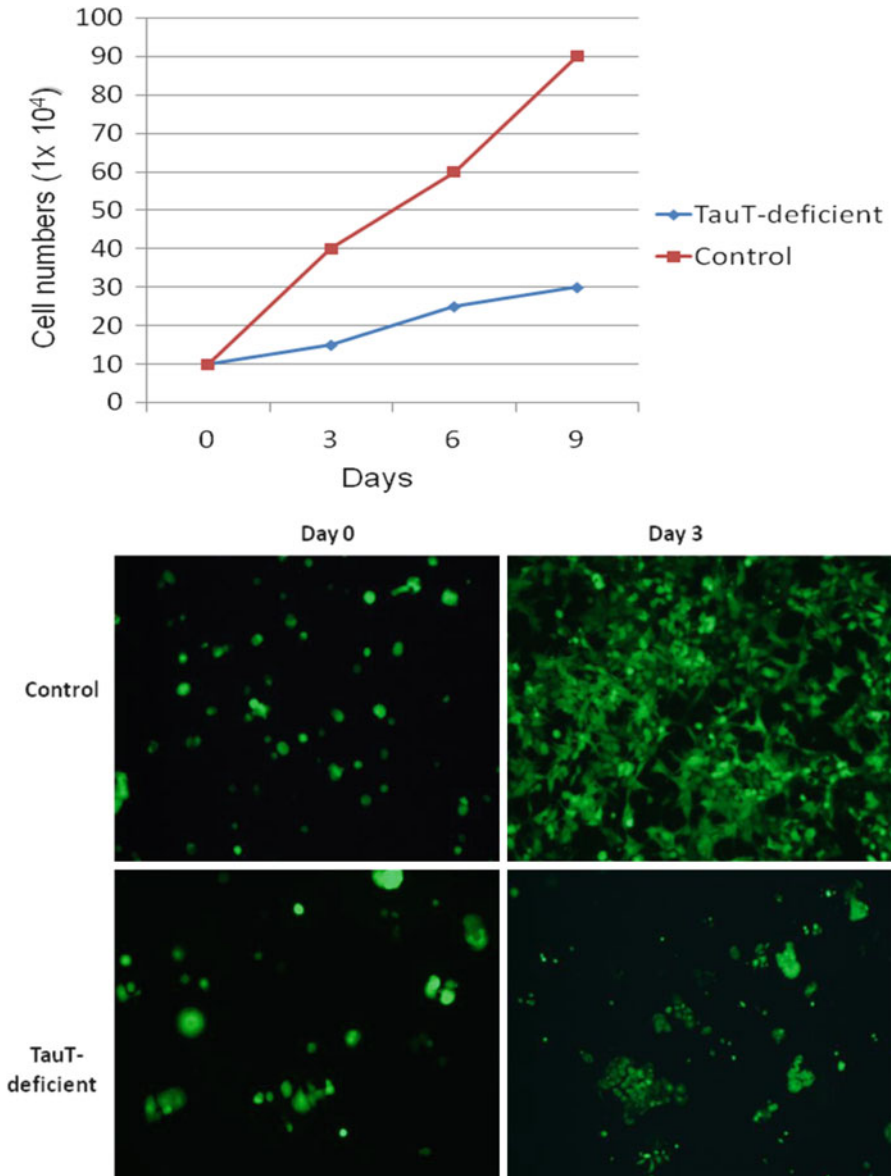 100
90
80
70
60
50
40
30
20
10
0
Cell numbers (1x 10⁴)
0 3 6 9
Days
TauT-deficient
Control
Day 0 Day 3
Control
TauT-
deficient